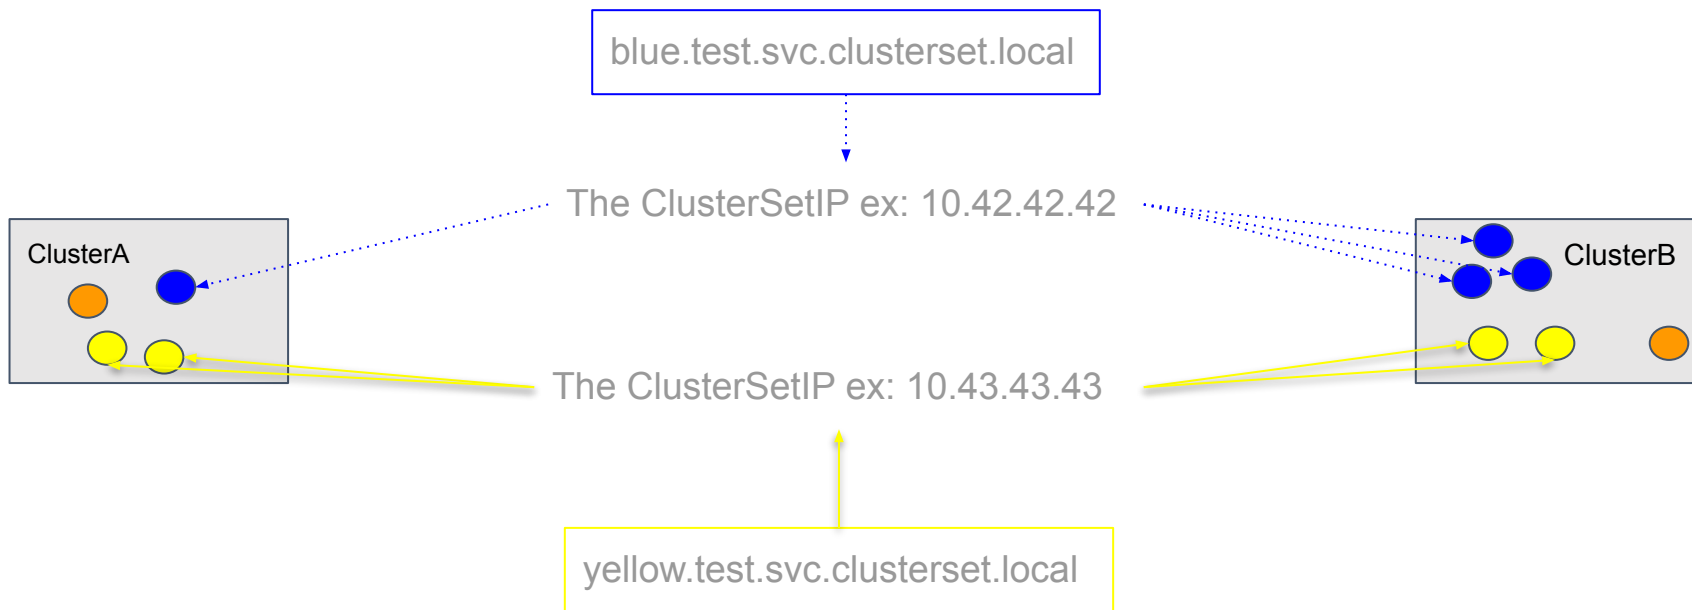 blue.test.svc.clusterset.local
The ClusterSetIP ex: 10.42.42.42
ClusterA
ClusterB
The ClusterSetIP ex: 10.43.43.43
yellow.test.svc.clusterset.local